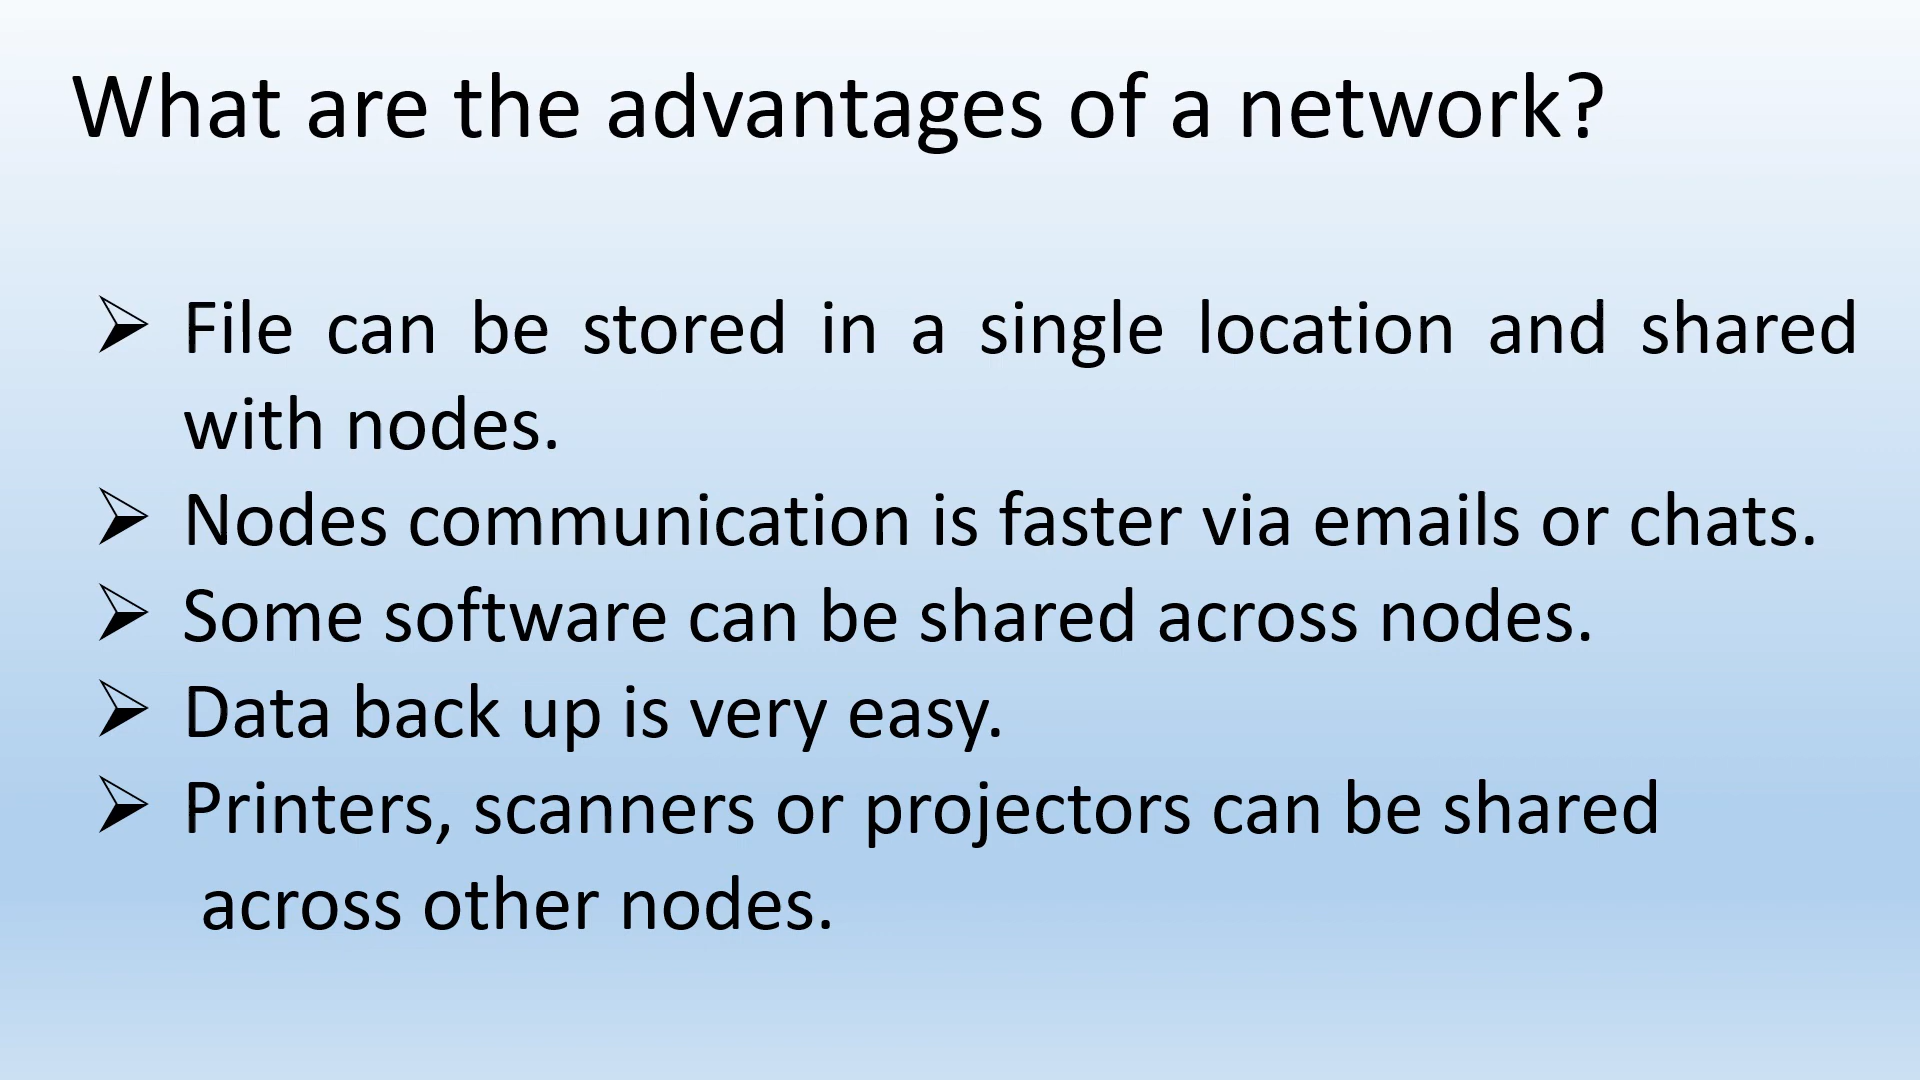 What are the advantages of a network?
➢ File can be stored in a single location and shared
with nodes.
➢ Nodes communication is faster via emails or chats.
➢ Some software can be shared across nodes.
➢ Data back up is very easy.
➢ Printers, scanners or projectors can be shared
across other nodes.